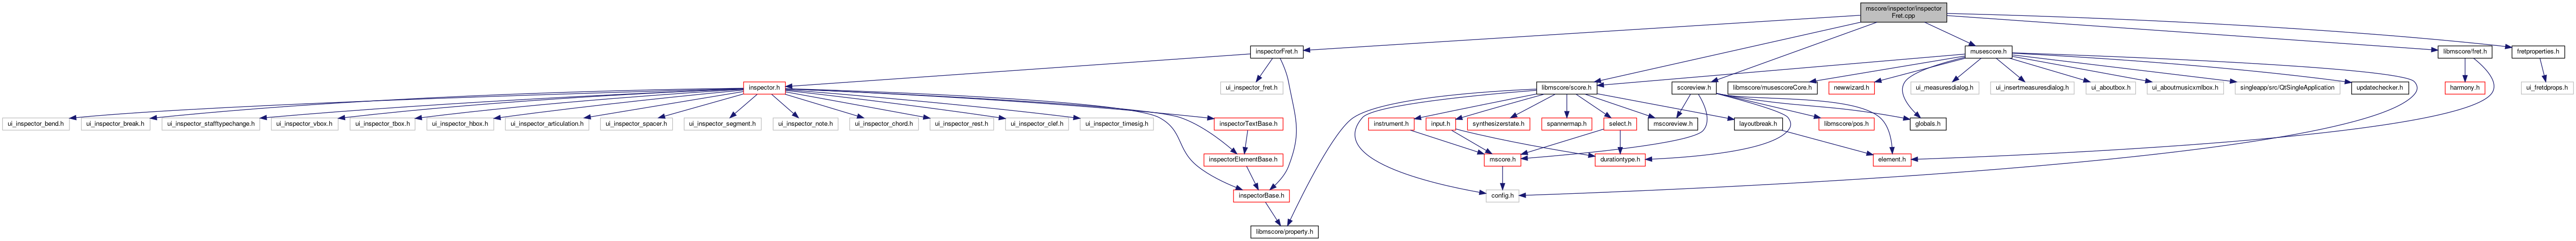 mscore/inspector/inspector
Fret.cpp
inspectorFret.h
musescore.h
libmscore/fret.h
fretproperties.h
inspector.h
ui_inspector_fret.h
libmscore/score.h
scoreview.h
libmscore/musescoreCore.h
newwizard.h
ui_measuresdialog.h
ui_insertmeasuresdialog.h
ui_aboutbox.h
ui_aboutmusicxmlbox.h
singleapp/src/QtSingleApplication
updatechecker.h
harmony.h
ui_fretdprops.h
ui_inspector_bend.h
ui_inspector_break.h
ui_inspector_stafftypechange.h
ui_inspector_vbox.h
ui_inspector_tbox.h
ui_inspector_hbox.h
ui_inspector_articulation.h
ui_inspector_spacer.h
ui_inspector_segment.h
ui_inspector_note.h
ui_inspector_chord.h
ui_inspector_rest.h
ui_inspector_clef.h
ui_inspector_timesig.h
inspectorTextBase.h
instrument.h
input.h
synthesizerstate.h
spannermap.h
select.h
mscoreview.h
layoutbreak.h
libmscore/pos.h
globals.h
inspectorElementBase.h
mscore.h
durationtype.h
element.h
inspectorBase.h
config.h
libmscore/property.h